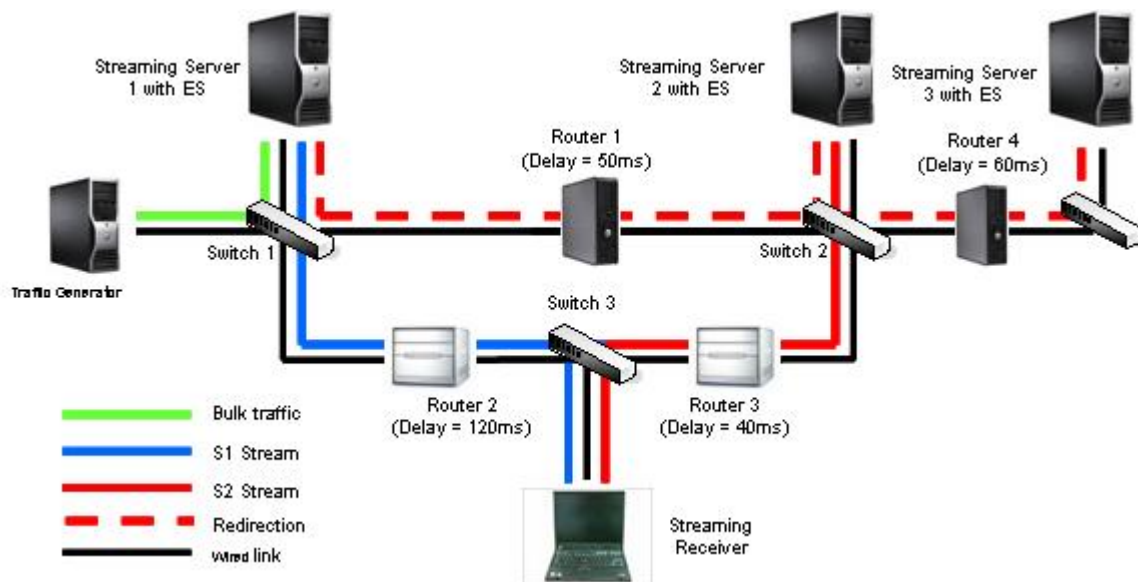 Streaming Server
1 with ES
Streaming Server
2 with ES
Streaming Server
3 with ES
Router 1
(Delay = 50ms)
Router 4
(Delay = 60ms)
Switch 1
Switch 2
Traffic Generator
Switch 3
Router 2
(Delay = 120ms)
Router 3
(Delay = 40ms)
Bulk traffic
S1 Stream
S2 Stream
Redirection
Wired link
Streaming
Receiver